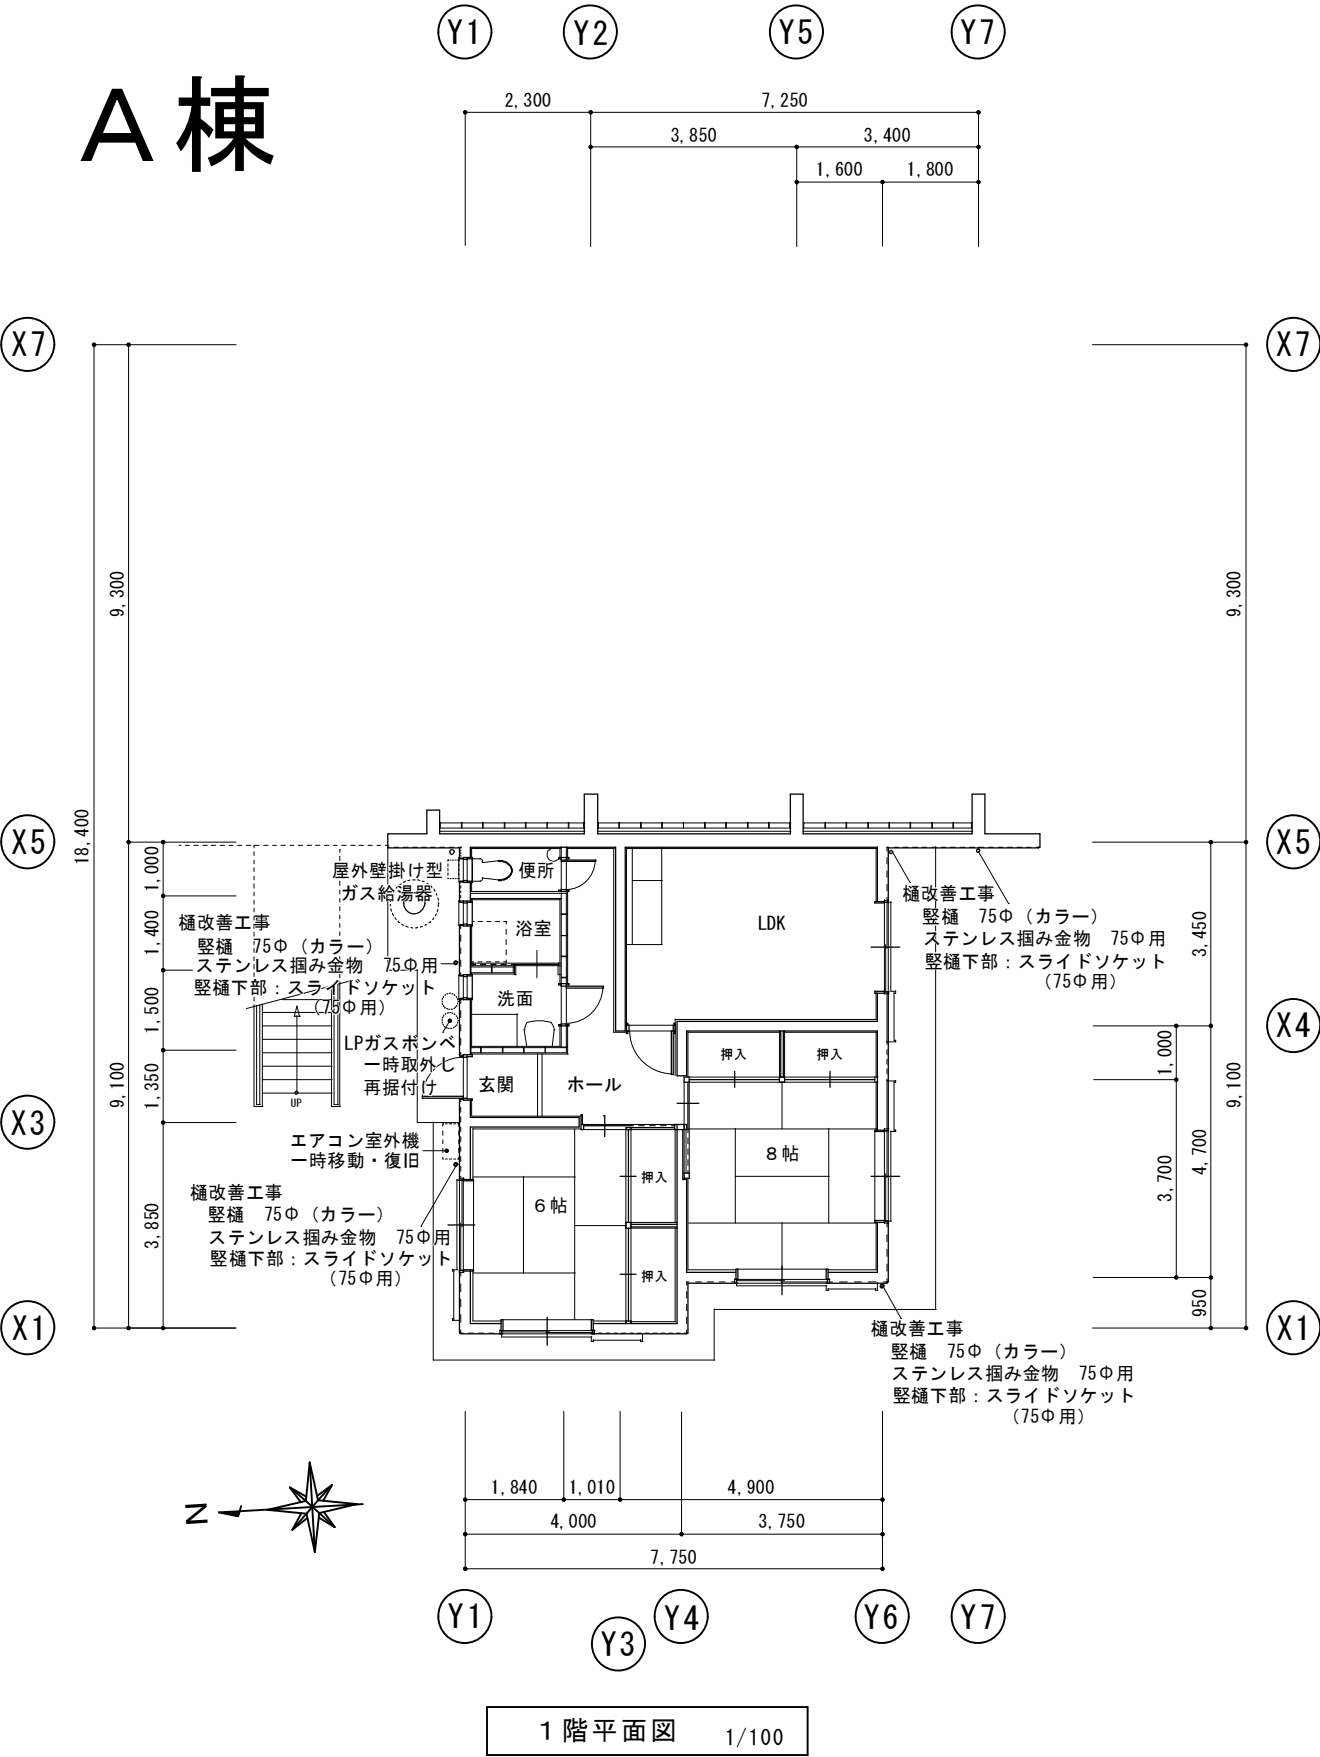 Y1 Y2 Y5 Y7
A棟
2,300 7,250
3,850 3,400
1,600 1,800
X7 X7
9,300 9,300
18,400
X5 X5
1,000
1,400
1,500
1,350
9,100
3,850
X3
X1 X1
屋外壁掛け型
ガス給湯器
樋改善工事
竪樋 75Φ（カラー）
ステンレス掴み金物 75Φ用
竪樋下部：スライドソケット
（75Φ用）
LPガスボンベ
一時取外し
再据付け
UP
エアコン室外機
一時移動・復旧
樋改善工事
竪樋 75Φ（カラー）
ステンレス掴み金物 75Φ用
竪樋下部：スライドソケット
（75Φ用）
便所
浴室
洗面
玄関
ホール
LDK
押入 押入
8帖
6帖
押入
押入
樋改善工事
竪樋 75Φ（カラー）
ステンレス掴み金物 75Φ用
竪樋下部：スライドソケット
（75Φ用）
3,450
X4
1,000
9,100
4,700
3,700
950
樋改善工事
竪樋 75Φ（カラー）
ステンレス掴み金物 75Φ用
竪樋下部：スライドソケット
（75Φ用）
N
1,840 1,010 4,900
4,000 3,750
7,750
Y1 Y4 Y6 Y7
Y3
1階平面図 1/100